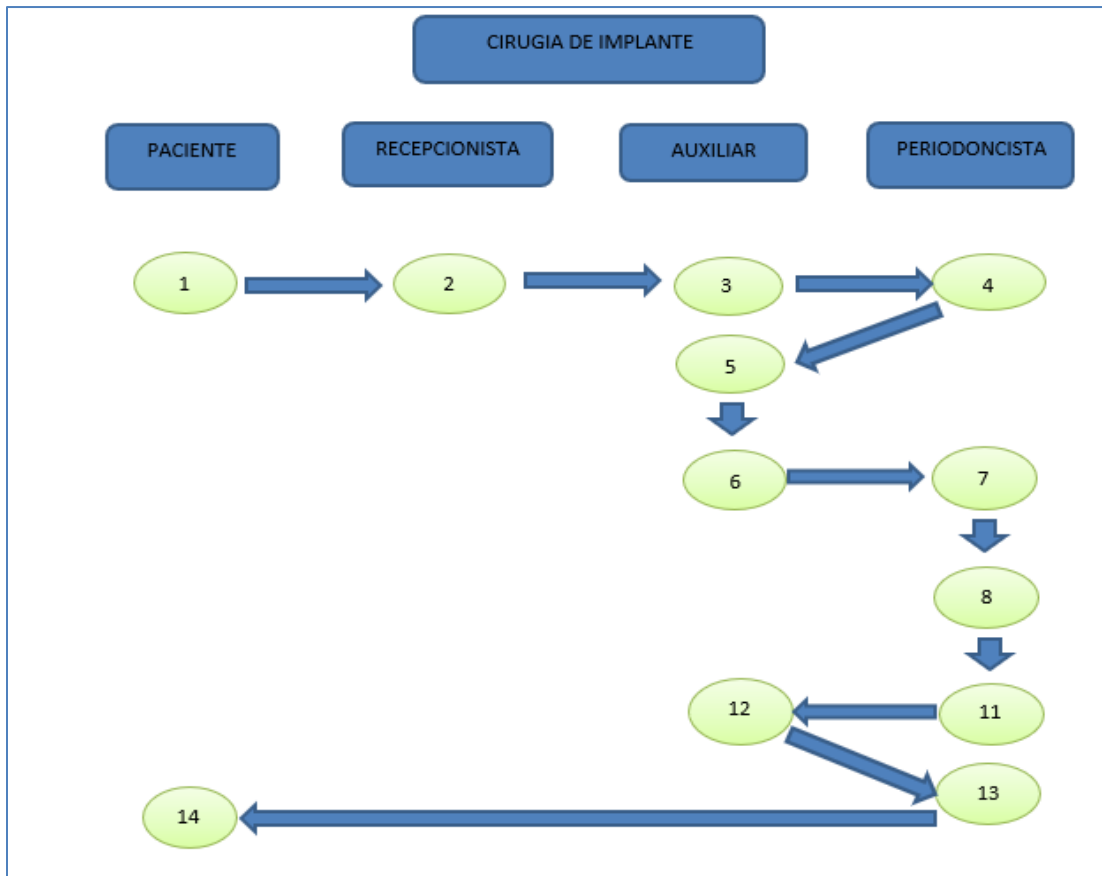 CIRUGIA DE IMPLANTE
PACIENTE
RECEPCIONISTA
AUXILIAR
PERIODONCISTA
1
2
3
4
5
6
7
8
12
11
13
14